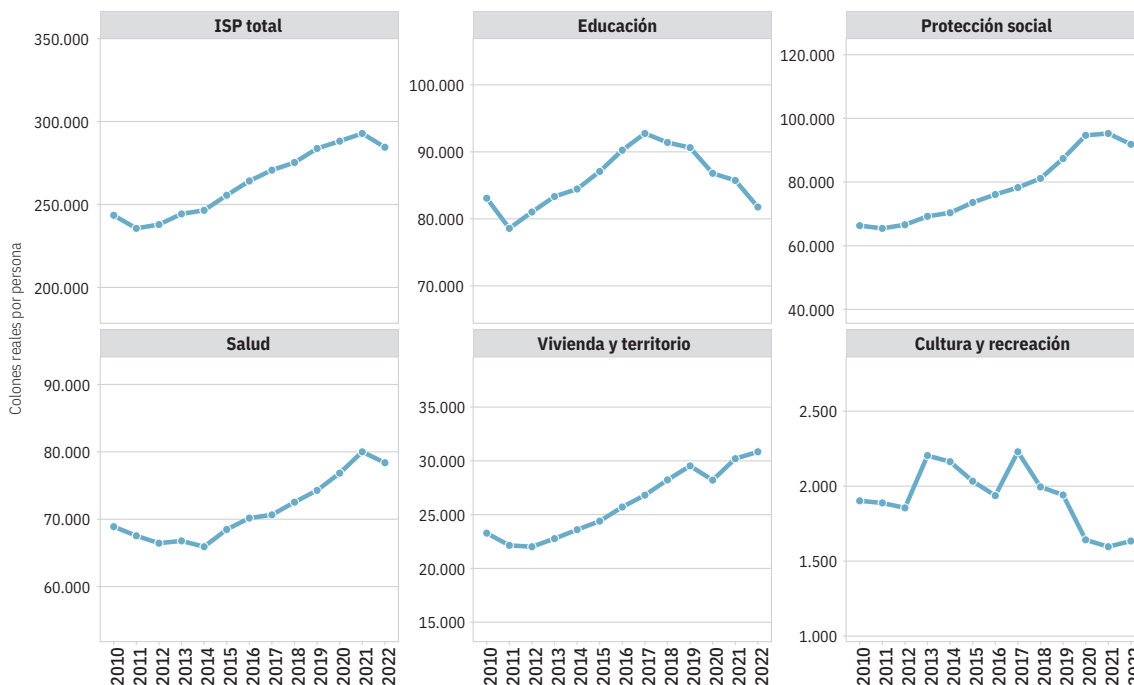 Colones reales por persona
ISP total
350.000
300.000
250.000
200.000
Educación
100.000
90.000
80.000
70.000
Protección social
120.000
100.000
80.000
60.000
40.000
Salud
90.000
80.000
70.000
60.000
2010 2011 2012 2013 2014 2015 2016 2017 2018 2019 2020 2021 2022
Vivienda y territorio
35.000
30.000
25.000
20.000
15.000
2010 2011 2012 2013 2014 2015 2016 2017 2018 2019 2020 2021 2022
Cultura y recreación
2.500
2.000
1.500
1.000
2010 2011 2012 2013 2014 2015 2016 2017 2018 2019 2020 2021 2022